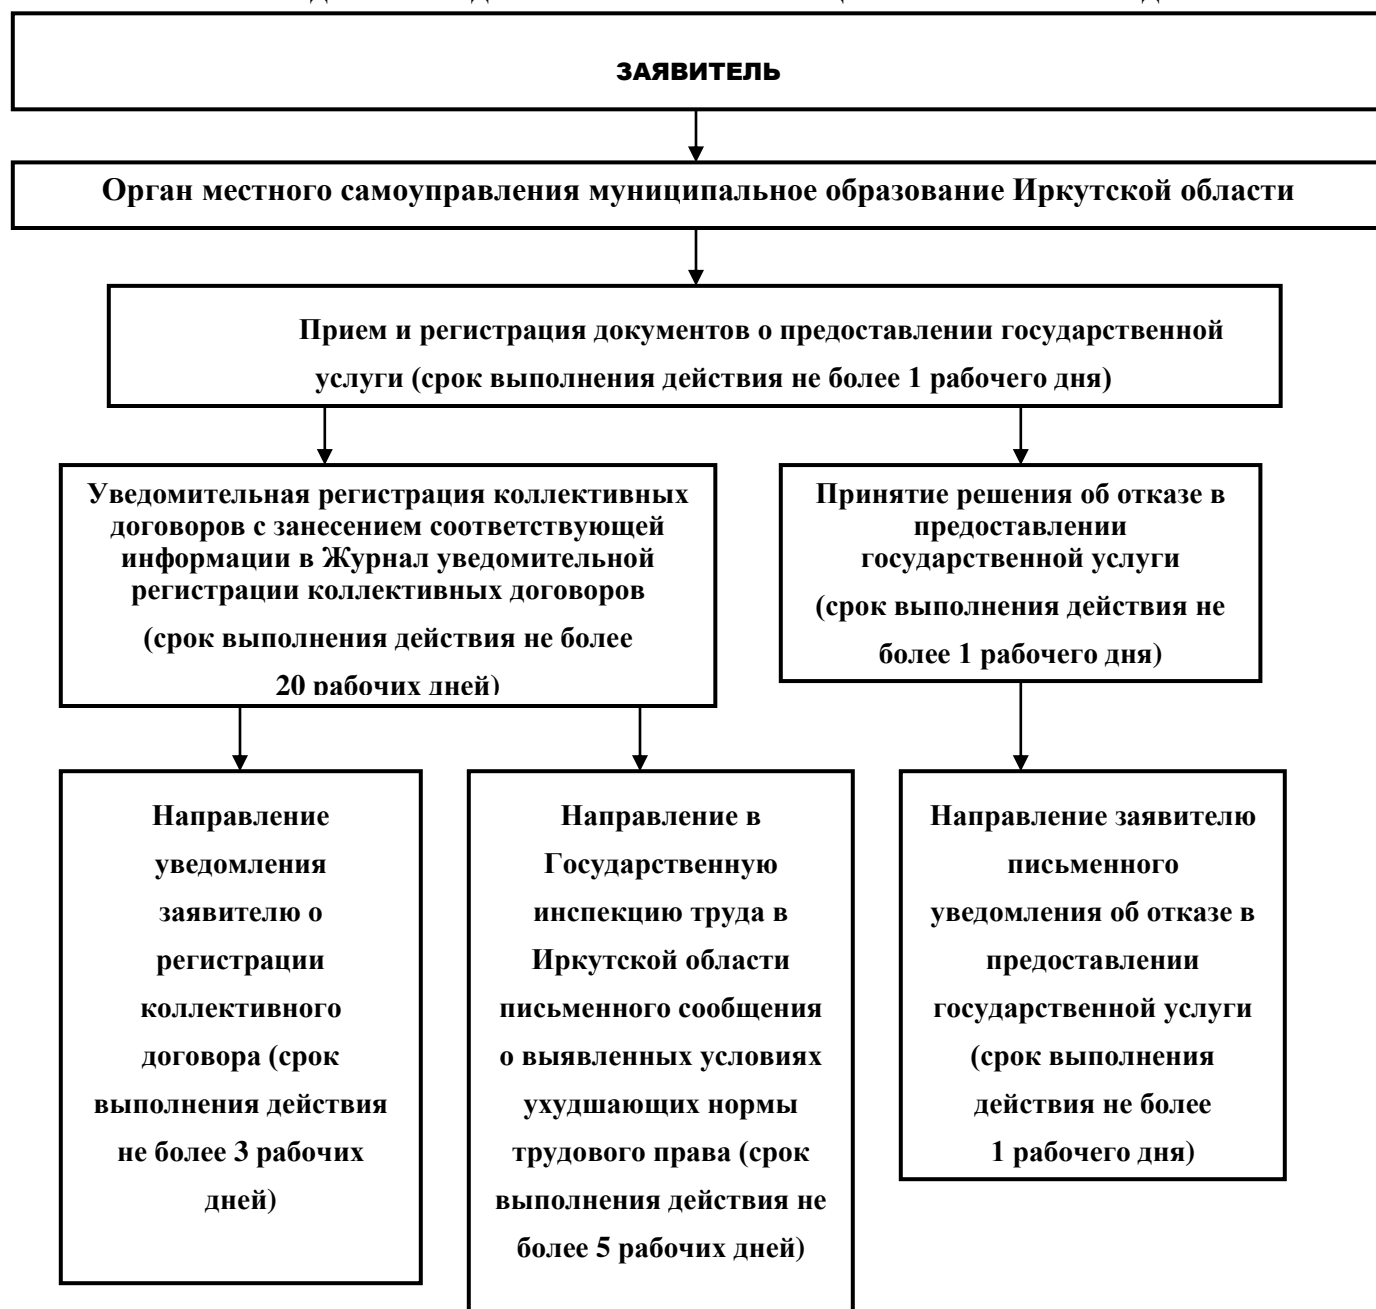 ЗАЯВИТЕЛЬ
Орган местного самоуправления муниципальное образование Иркутской области
Прием и регистрация документов о предоставлении государственной
услуги (срок выполнения действия не более 1 рабочего дня)
Уведомительная регистрация коллективных
договоров с занесением соответствующей
информации в Журнал уведомительной
регистрации коллективных договоров
(срок выполнения действия не более
20 рабочих дней)
Принятие решения об отказе в
предоставлении
государственной услуги
(срок выполнения действия не
более 1 рабочего дня)
Направление
уведомления
заявителю о
регистрации
коллективного
договора (срок
выполнения действия
не более 3 рабочих
дней)
Направление в
Государственную
инспекцию труда в
Иркутской области
письменного сообщения
о выявленных условиях
ухудшающих нормы
трудового права (срок
выполнения действия не
более 5 рабочих дней)
Направление заявителю
письменного
уведомления об отказе в
предоставлении
государственной услуги
(срок выполнения
действия не более
1 рабочего дня)